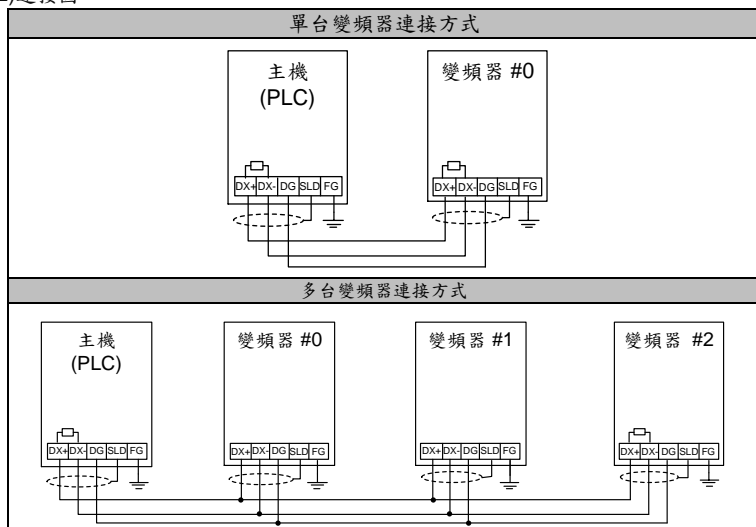 單台變頻器連接方式
主機 變頻器 #0
(PLC)
DX+ DX- DG SLD FG DX+ DX- DG SLD FG
多台變頻器連接方式
主機 變頻器 #0 變頻器 #1 變頻器 #2
(PLC)
DX+ DX- DG SLD FG DX+ DX- DG SLD FG DX+ DX- DG SLD FG DX+ DX- DG SLD FG